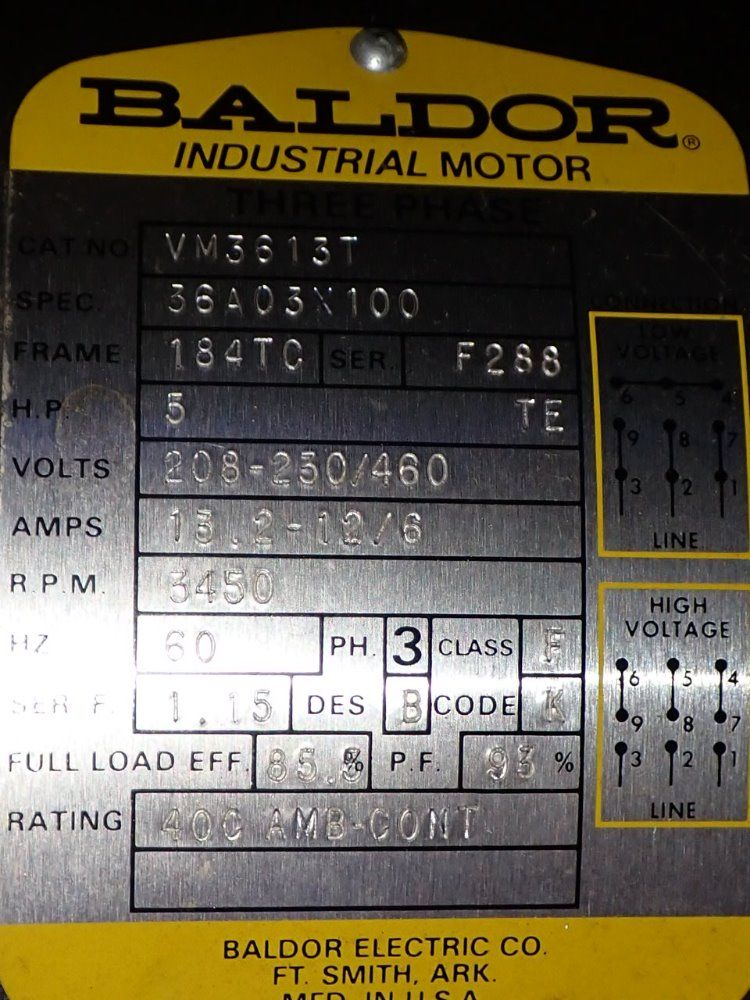 BALDOR®
INDUSTRIAL MOTOR
THREE PHASE
CAT NO VM3613T
SPEC. 36A03X100
FRAME 184TC SER. F288
H.P. 5 TE
VOLTS 208-230/460
AMPS 13.2-12/6
R.P.M. 3450
HZ 60 PH. 3 CLASS F
SER F. 1.15 DES B CODE K
FULL LOAD EFF. 85.5 % P.F. 93 %
RATING 40C AMB-CONT
CONNECTION
LOW
VOLTAGE
6 5 4
9 8 7
3 2 1
LINE
HIGH
VOLTAGE
6 5 4
9 8 7
3 2 1
LINE
BALDOR ELECTRIC CO.
FT. SMITH, ARK.
MFD. IN U.S.A.